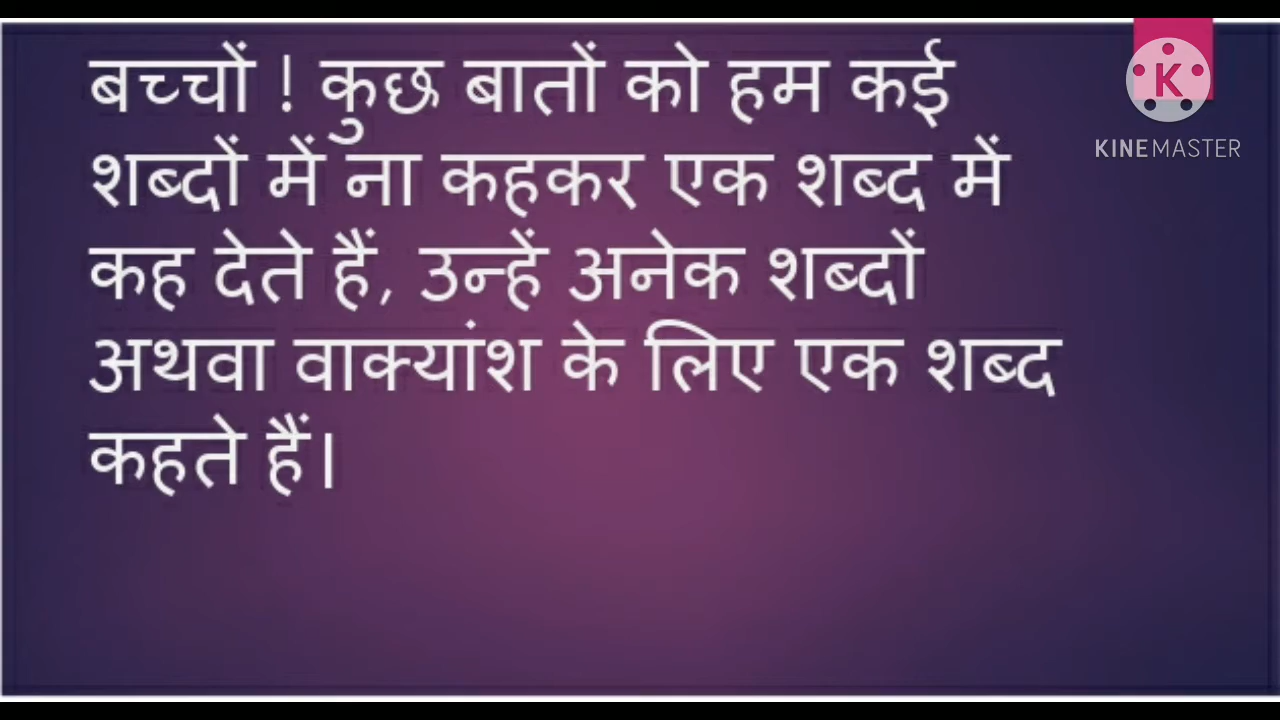 बच्चों ! कुछ बातों को हम कई
शब्दों में ना कहकर एक शब्द में
कह देते हैं, उन्हें अनेक शब्दों
अथवा वाक्यांश के लिए एक शब्द
कहते हैं।
K
KINEMASTER